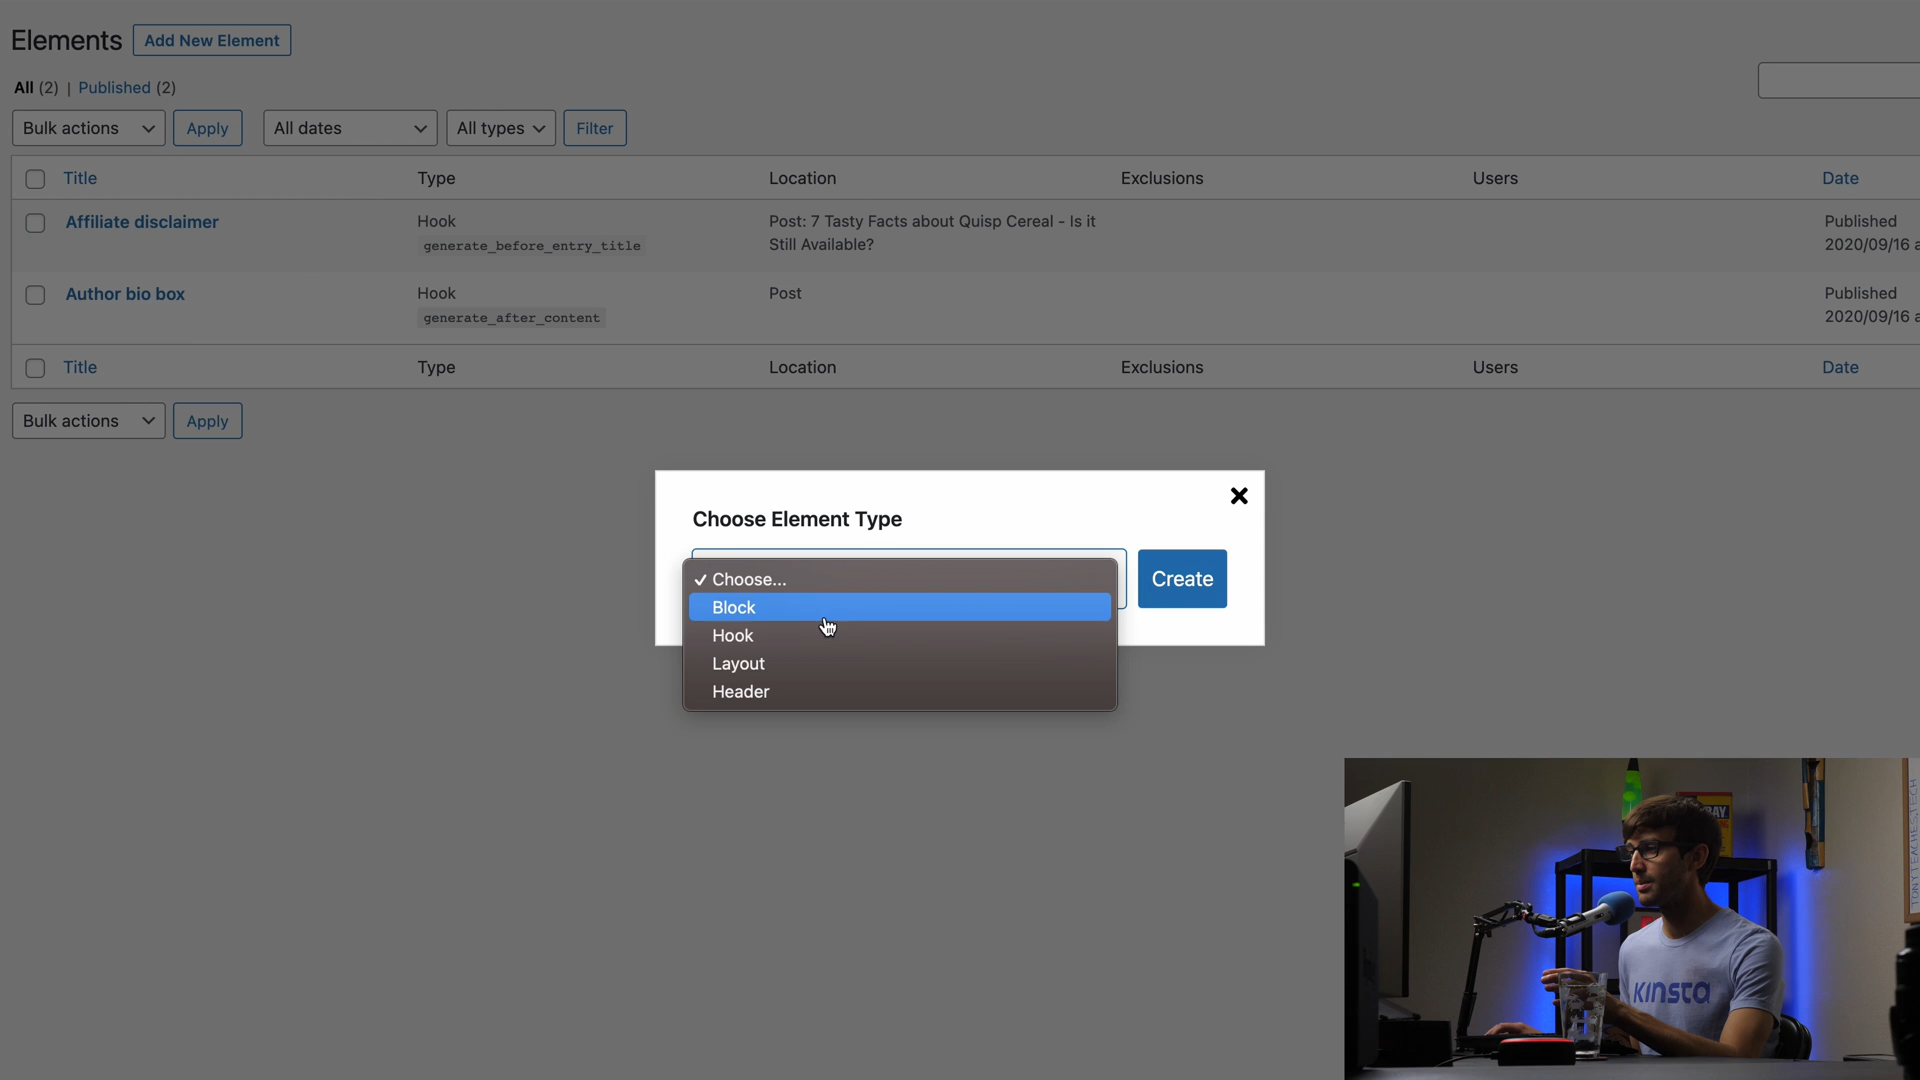 Elements Add New Element
All (2) | Published (2)
Bulk actions Apply All dates All types Filter
Title Type Location Exclusions Users Date
Affiliate disclaimer Hook Post: 7 Tasty Facts about Quisp Cereal - Is it Published
generate_before_entry_title Still Available? 2020/09/16 a
Author bio box Hook Post Published
generate_after_content 2020/09/16 a
Title Type Location Exclusions Users Date
Bulk actions Apply
Choose Element Type
✓ Choose... Create
Block
Hook
Layout
Header
BAY
TONYTEACHES.TECH
KINSTA